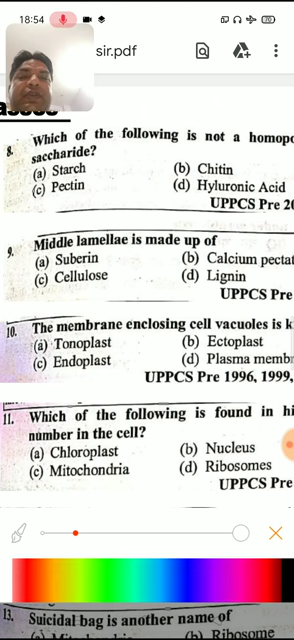 18:54
70
sir.pdf
8. Which of the following is not a homopo
saccharide?
(a) Starch (b) Chitin
(c) Pectin (d) Hyluronic Acid
UPPCS Pre 20
9. Middle lamellae is made up of
(a) Suberin (b) Calcium pectat
(c) Cellulose (d) Lignin
UPPCS Pre
10. The membrane enclosing cell vacuoles is k
(a) Tonoplast (b) Ectoplast
(c) Endoplast (d) Plasma memb
UPPCS Pre 1996, 1999,
11. Which of the following is found in hi
number in the cell?
(a) Chloroplast (b) Nucleus
(c) Mitochondria (d) Ribosomes
UPPCS Pre
13. Suicidal bag is another name of
(b) Ribosome